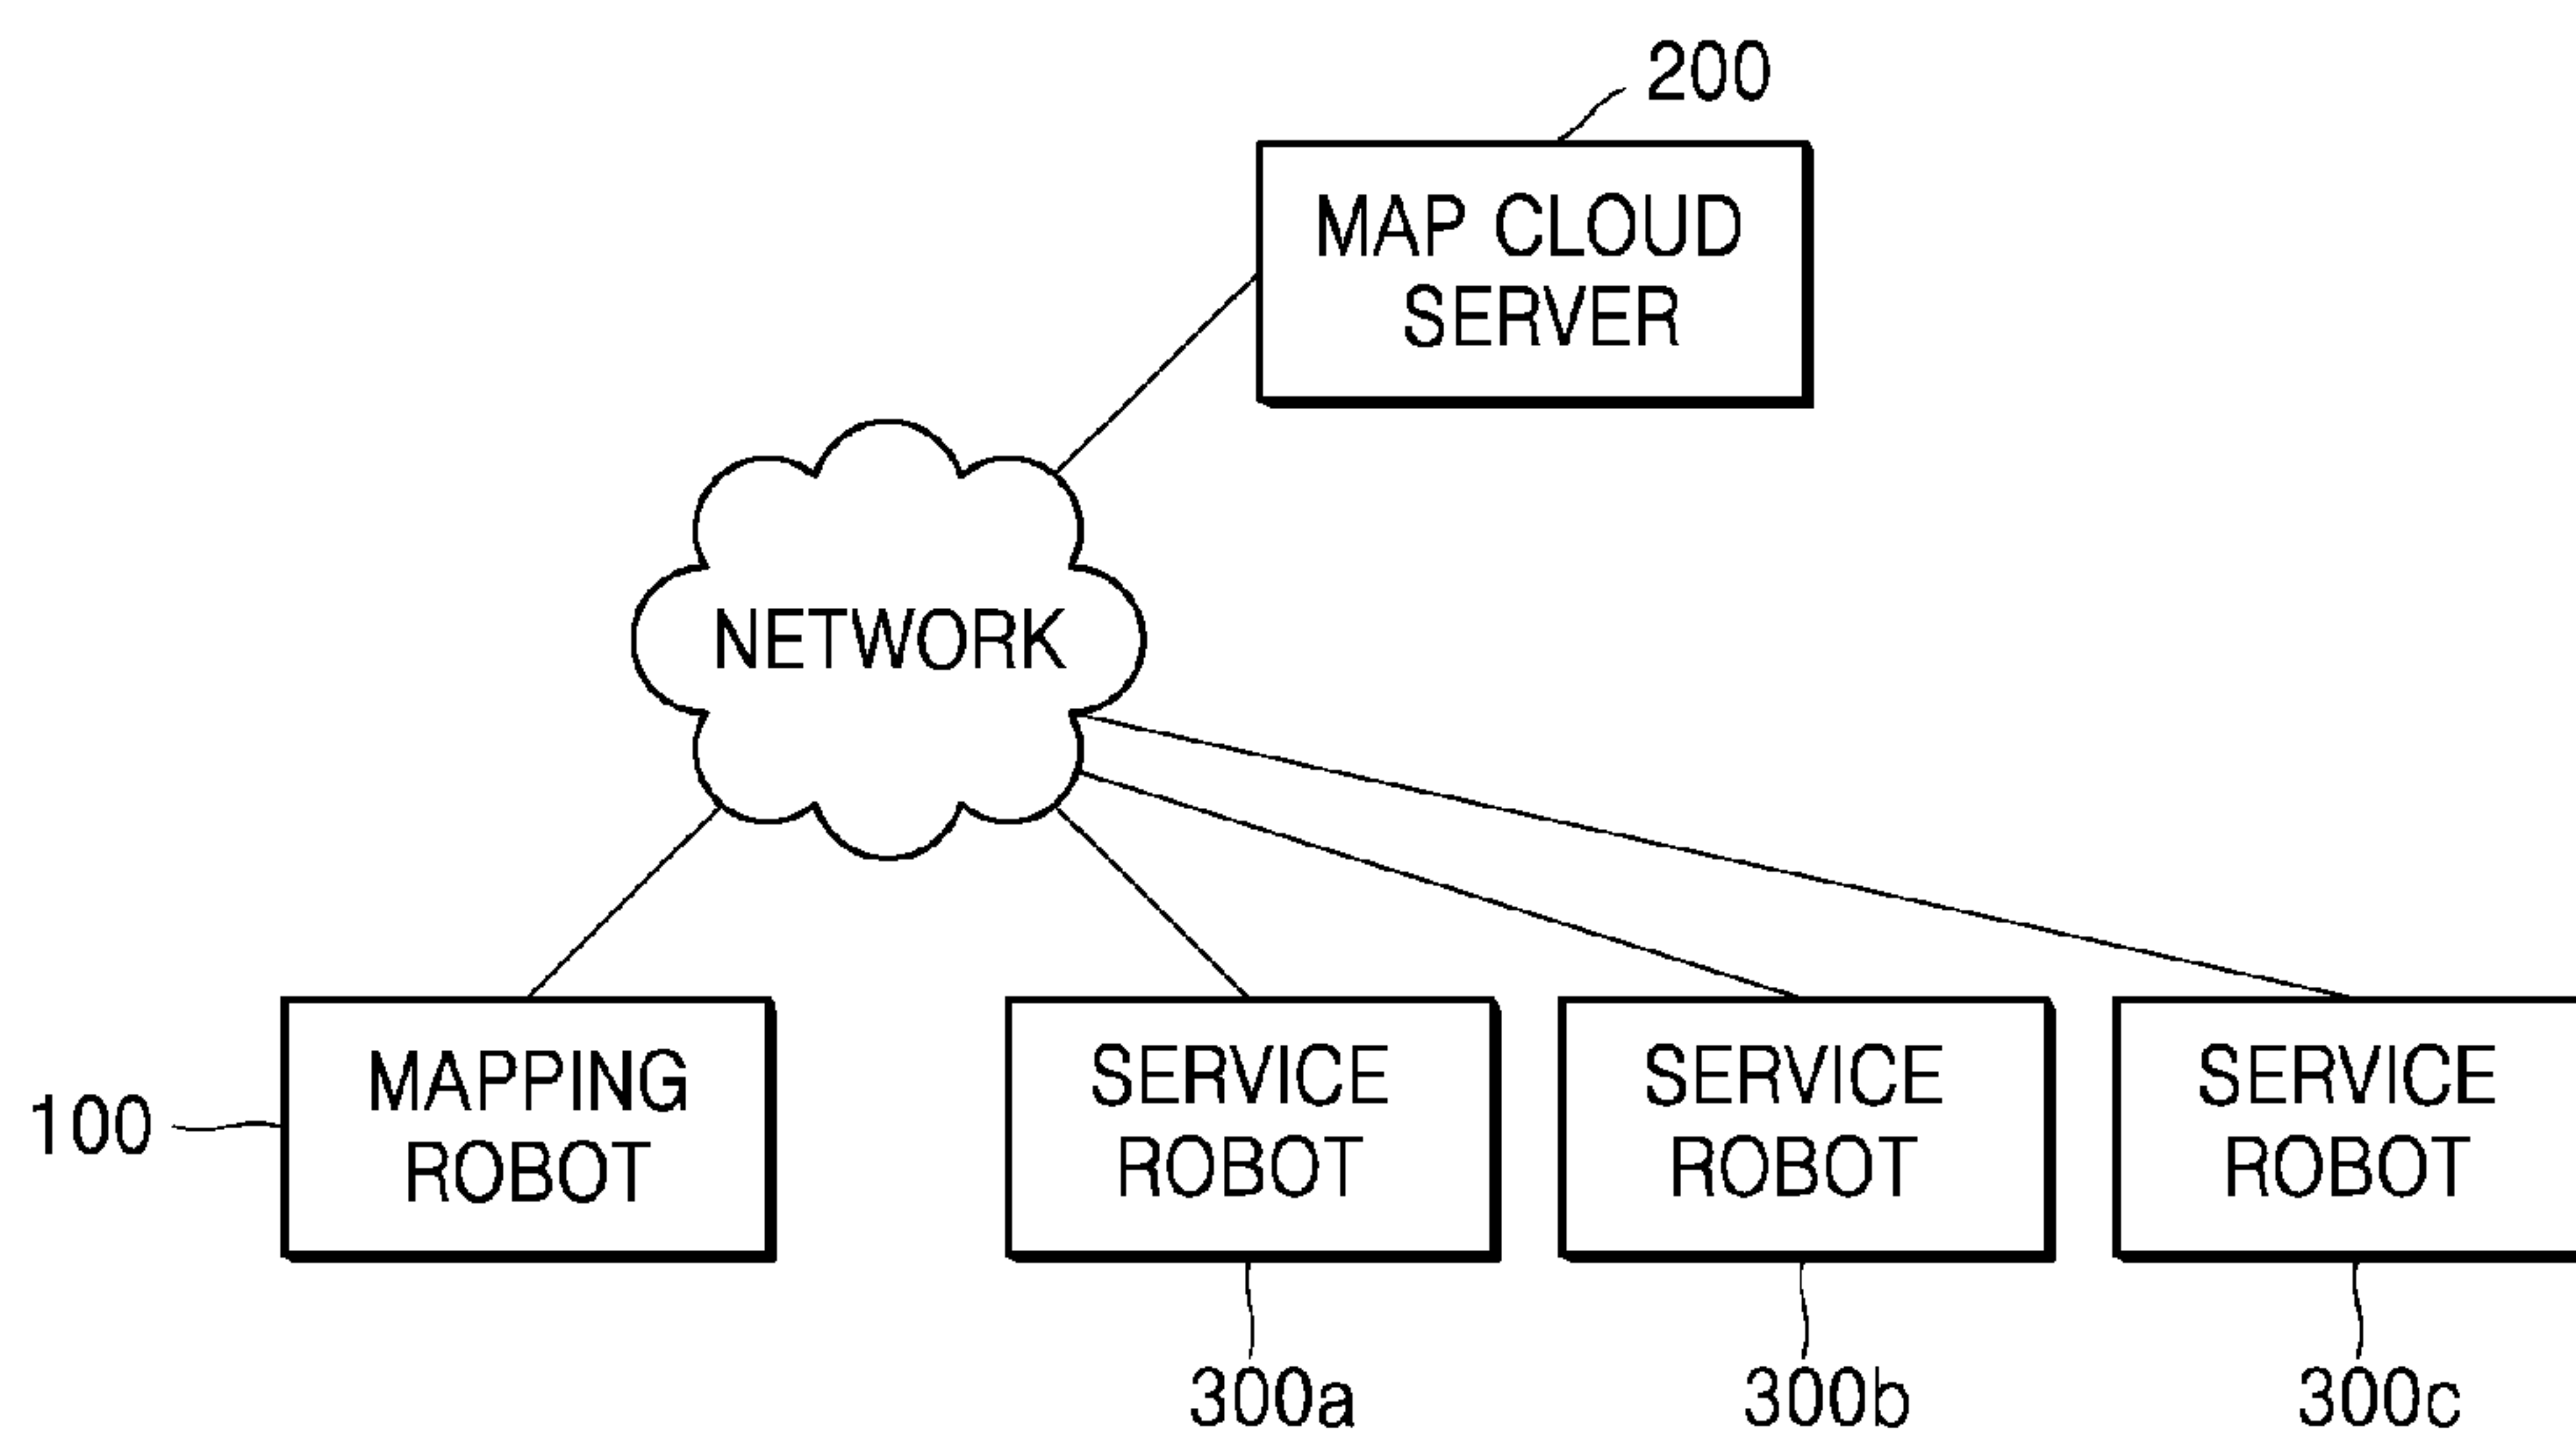 200
MAP CLOUD
SERVER
NETWORK
100
MAPPING
ROBOT
SERVICE
ROBOT
SERVICE
ROBOT
SERVICE
ROBOT
300a
300b
300c